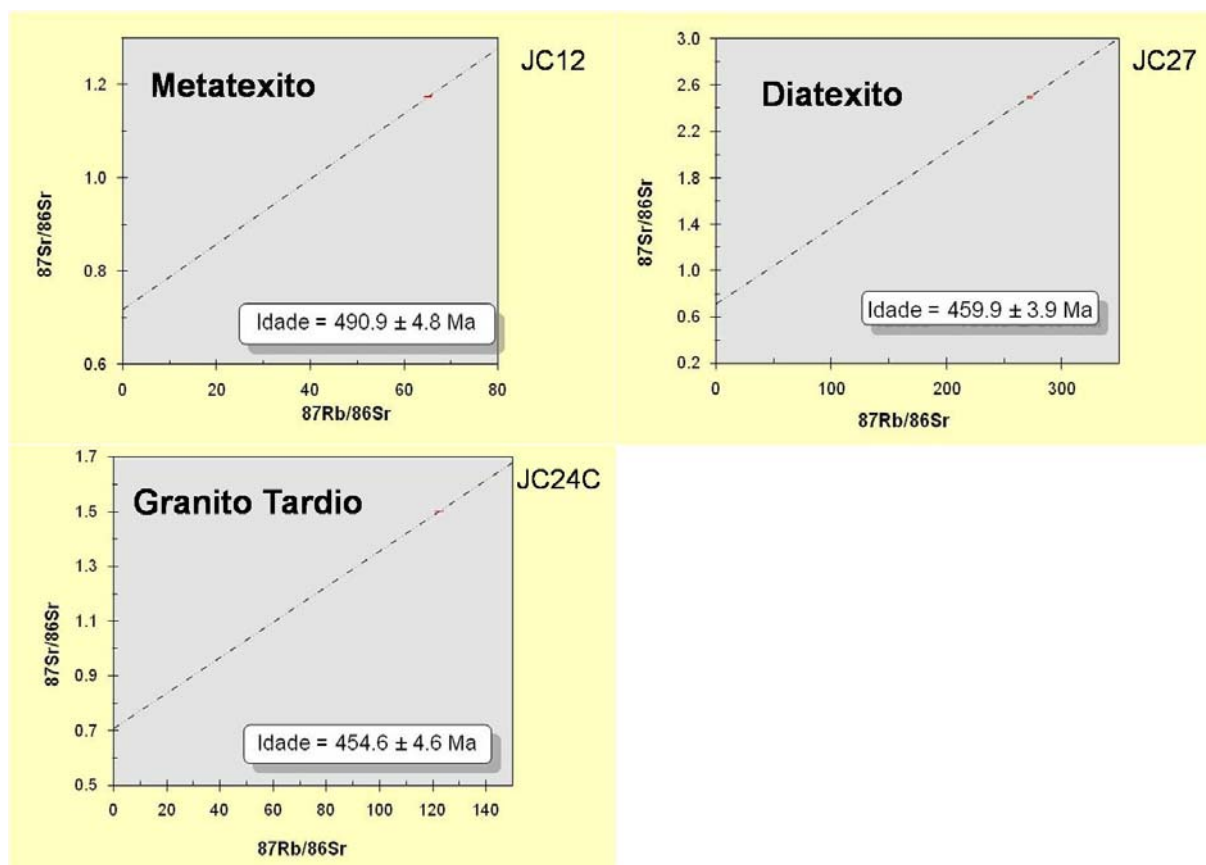 Metatexito
JC12
87Sr/86Sr
1.2
1.0
0.8
0.6
Idade = 490.9 ± 4.8 Ma
0 20 40 60 80
87Rb/86Sr
Diatexito
JC27
87Sr/86Sr
3.0
2.6
2.2
1.8
1.4
1.0
0.6
0.2
Idade = 459.9 ± 3.9 Ma
0 100 200 300
87Rb/86Sr
Granito Tardio
JC24C
87Sr/86Sr
1.7
1.5
1.3
1.1
0.9
0.7
0.5
Idade = 454.6 ± 4.6 Ma
0 20 40 60 80 100 120 140
87Rb/86Sr